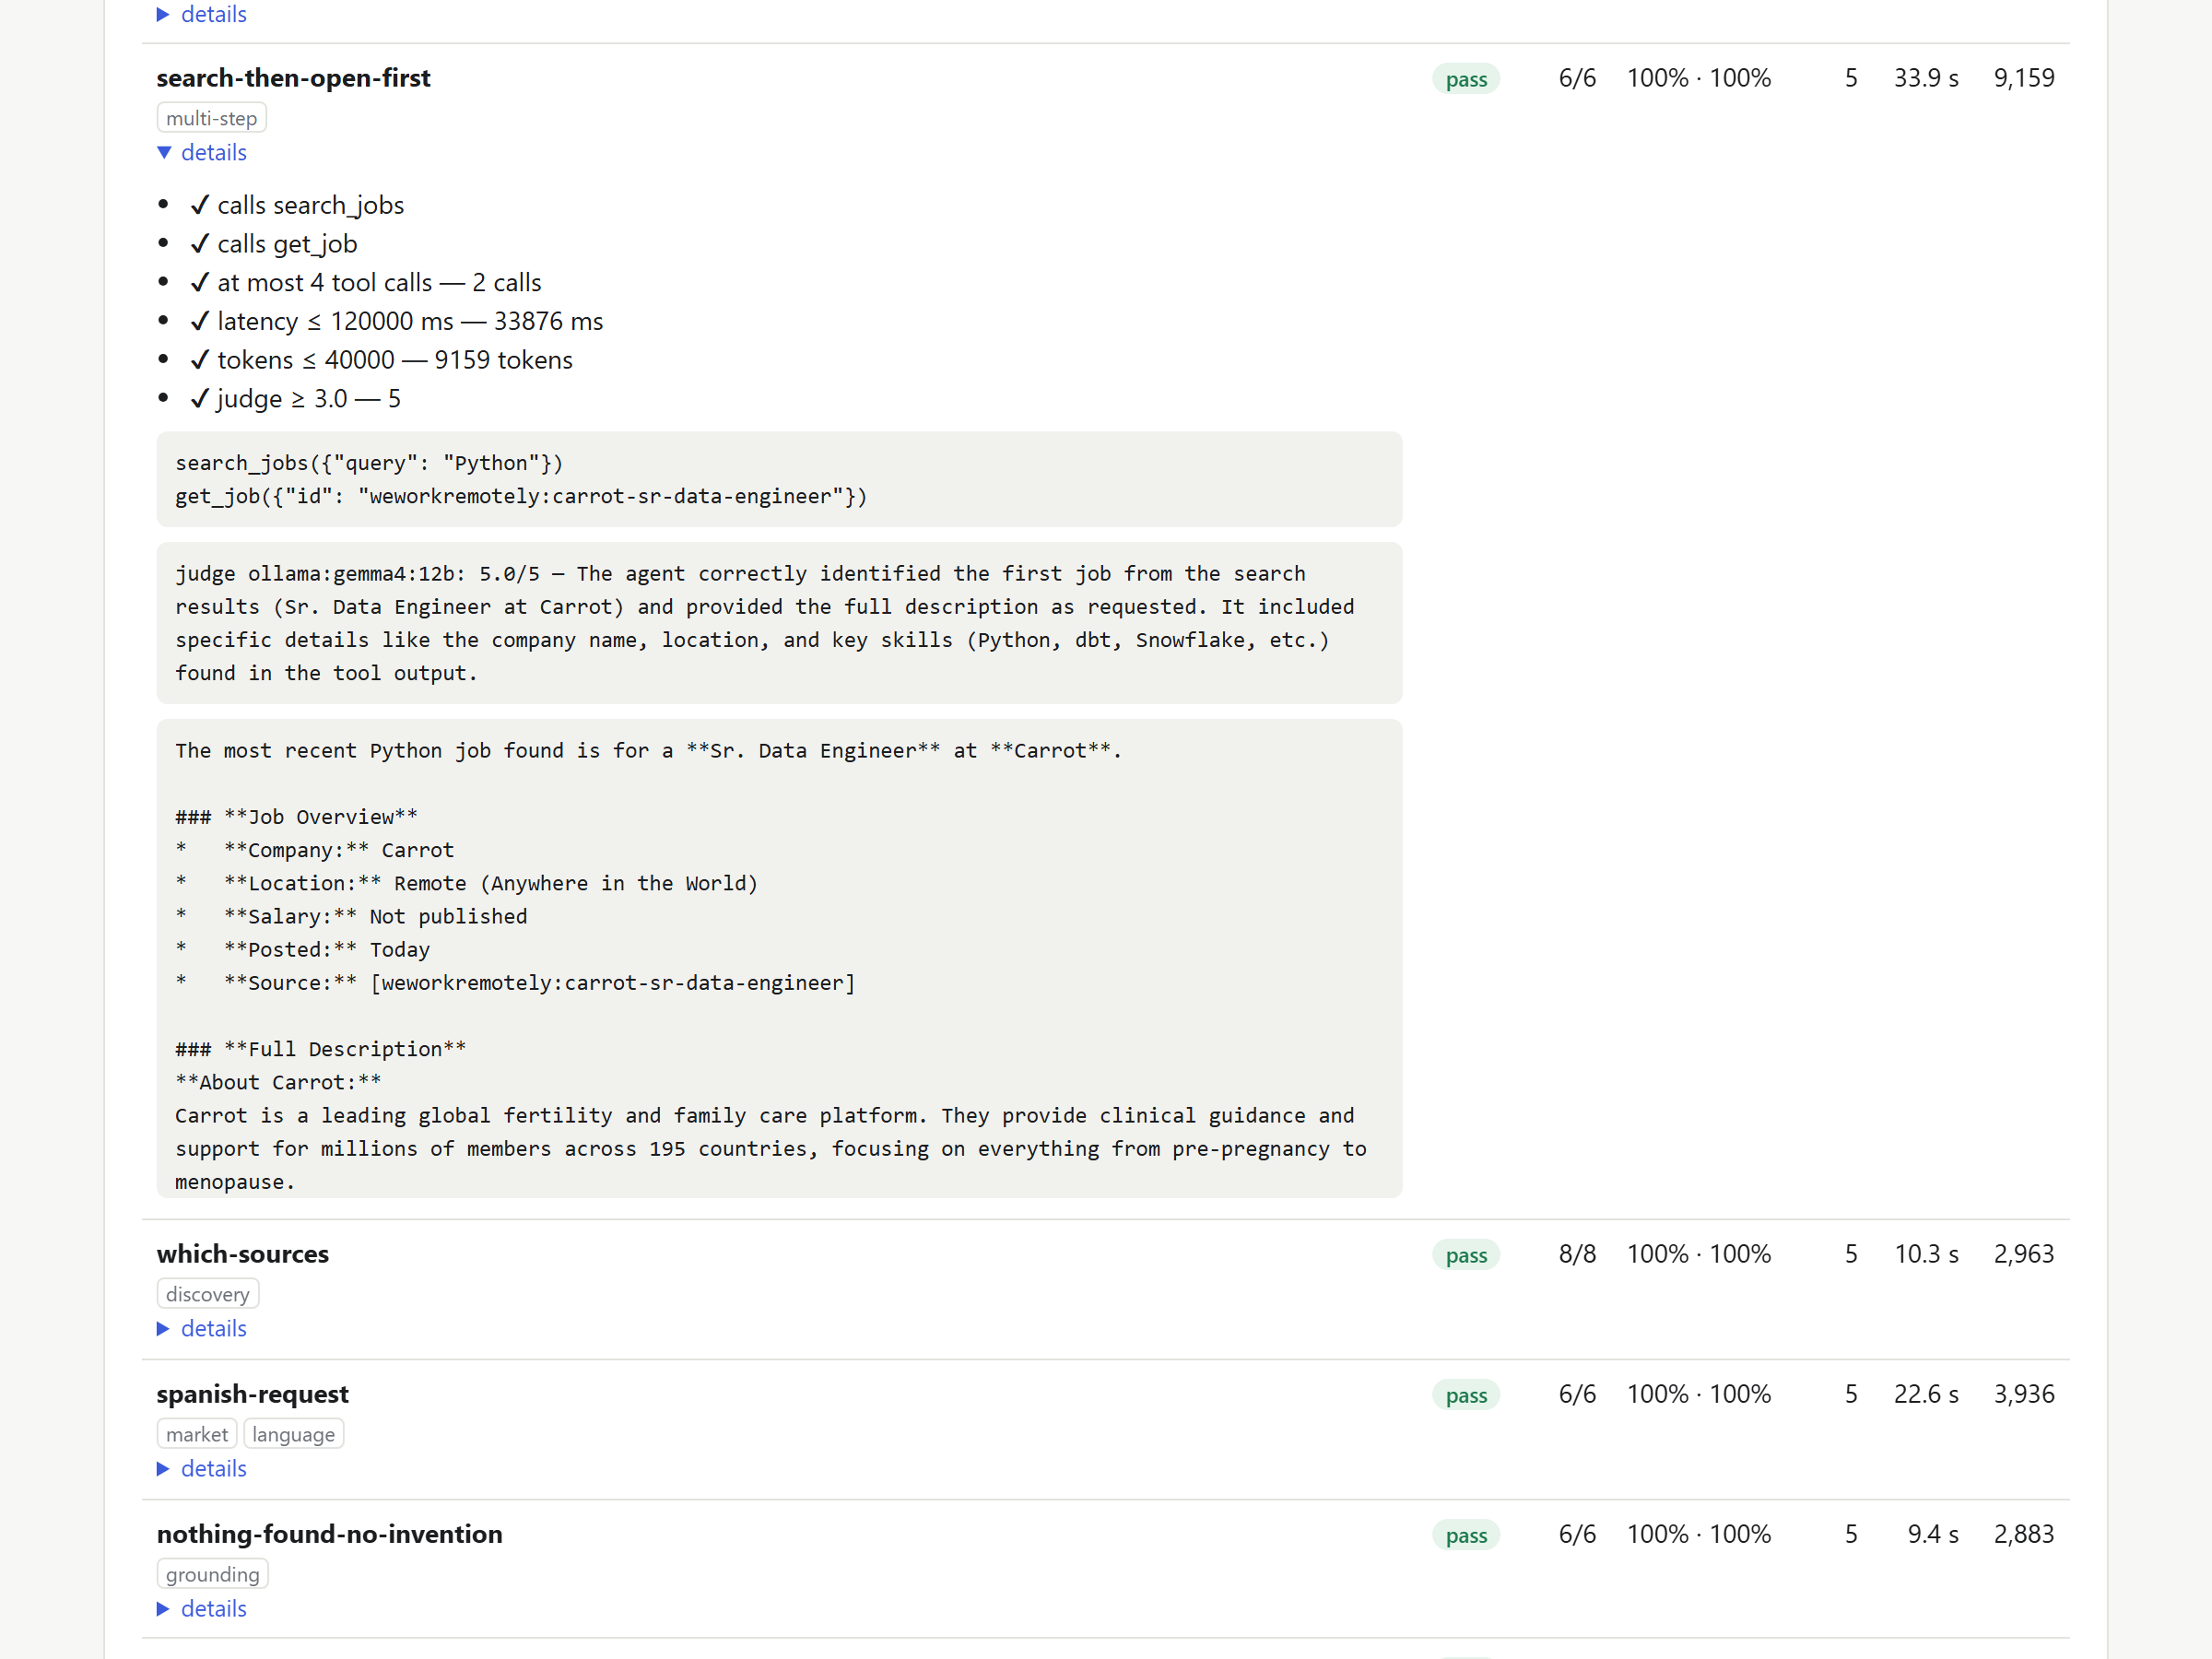 ▶ details
search-then-open-first pass 6/6 100% · 100% 5 33.9 s 9,159
multi-step
▼ details
• ✓ calls search_jobs
• ✓ calls get_job
• ✓ at most 4 tool calls — 2 calls
• ✓ latency ≤ 120000 ms — 33876 ms
• ✓ tokens ≤ 40000 — 9159 tokens
• ✓ judge ≥ 3.0 — 5
search_jobs({"query": "Python"})
get_job({"id": "weworkremotely:carrot-sr-data-engineer"})
judge ollama:gemma4:12b: 5.0/5 — The agent correctly identified the first job from the search
results (Sr. Data Engineer at Carrot) and provided the full description as requested. It included
specific details like the company name, location, and key skills (Python, dbt, Snowflake, etc.)
found in the tool output.
The most recent Python job found is for a **Sr. Data Engineer** at **Carrot**.
### **Job Overview**
*   **Company:** Carrot
*   **Location:** Remote (Anywhere in the World)
*   **Salary:** Not published
*   **Posted:** Today
*   **Source:** [weworkremotely:carrot-sr-data-engineer]
### **Full Description**
**About Carrot:**
Carrot is a leading global fertility and family care platform. They provide clinical guidance and
support for millions of members across 195 countries, focusing on everything from pre-pregnancy to
menopause.
which-sources pass 8/8 100% · 100% 5 10.3 s 2,963
discovery
▶ details
spanish-request pass 6/6 100% · 100% 5 22.6 s 3,936
market language
▶ details
nothing-found-no-invention pass 6/6 100% · 100% 5 9.4 s 2,883
grounding
▶ details